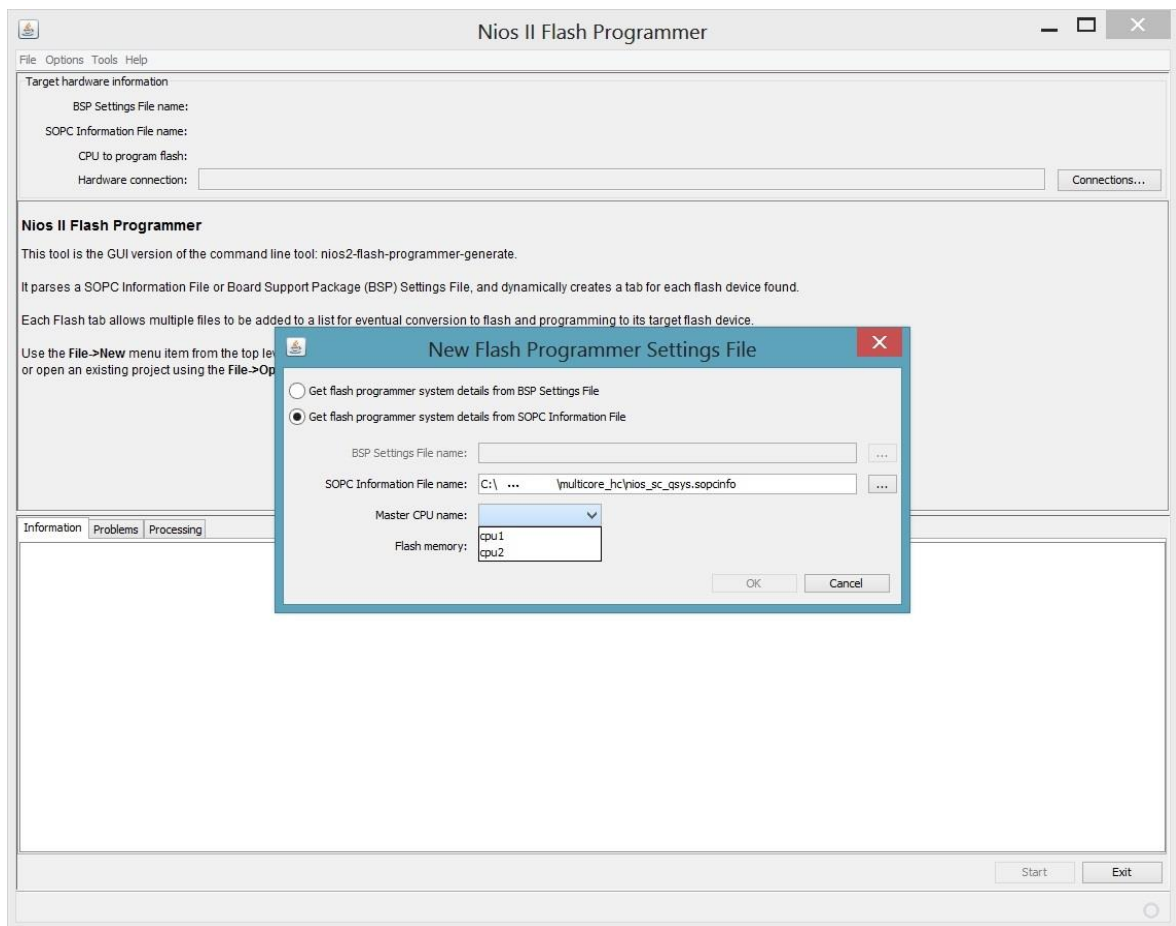 Nios II Flash Programmer
File Options Tools Help
Target hardware information
BSP Settings File name:
SOPC Information File name:
CPU to program flash:
Hardware connection:
Connections...
Nios II Flash Programmer
This tool is the GUI version of the command line tool: nios2-flash-programmer-generate.
It parses a SOPC Information File or Board Support Package (BSP) Settings File, and dynamically creates a tab for each flash device found.
Each Flash tab allows multiple files to be added to a list for eventual conversion to flash and programming to its target flash device.
Use the File->New menu item from the top lev
or open an existing project using the File->Op
New Flash Programmer Settings File
Get flash programmer system details from BSP Settings File
Get flash programmer system details from SOPC Information File
BSP Settings File name:
...
SOPC Information File name: C:\ ... \multicore_hc\nios_sc_qsys.sopcinfo
...
Master CPU name:
cpu1
Flash memory:
cpu2
OK Cancel
Information Problems Processing
Start Exit